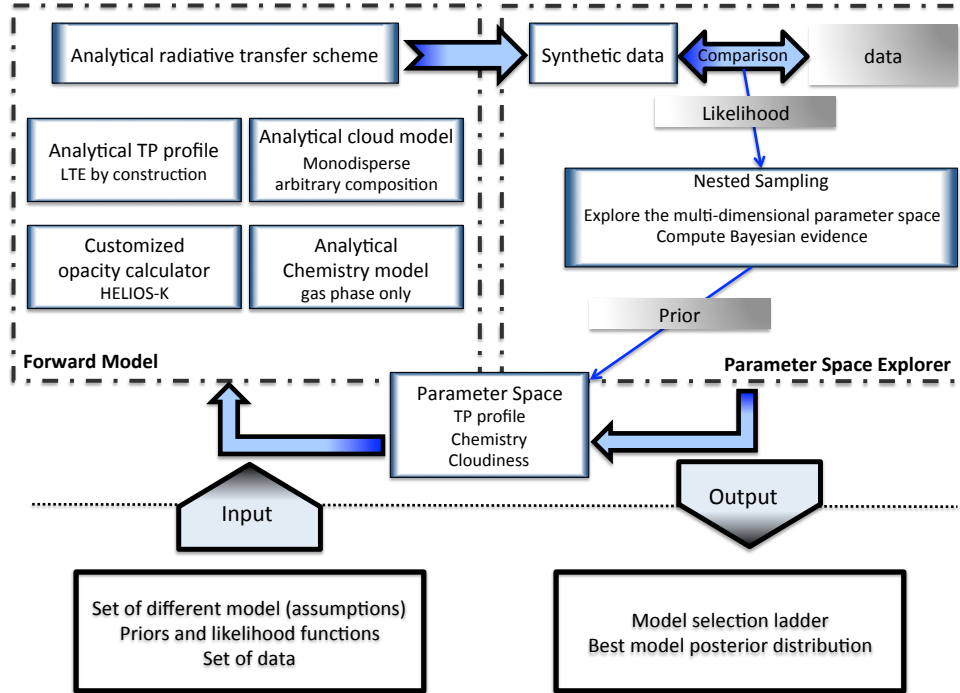 Analytical radiative transfer scheme
Synthetic data
Comparison
data
Likelihood
Analytical TP profile
LTE by construction
Analytical cloud model
Monodisperse
arbitrary composition
Nested Sampling
Explore the multi-dimensional parameter space
Compute Bayesian evidence
Customized
opacity calculator
HELIOS-K
Analytical
Chemistry model
gas phase only
Prior
Forward Model
Parameter Space Explorer
Parameter Space
TP profile
Chemistry
Cloudiness
Input
Output
Set of different model (assumptions)
Priors and likelihood functions
Set of data
Model selection ladder
Best model posterior distribution